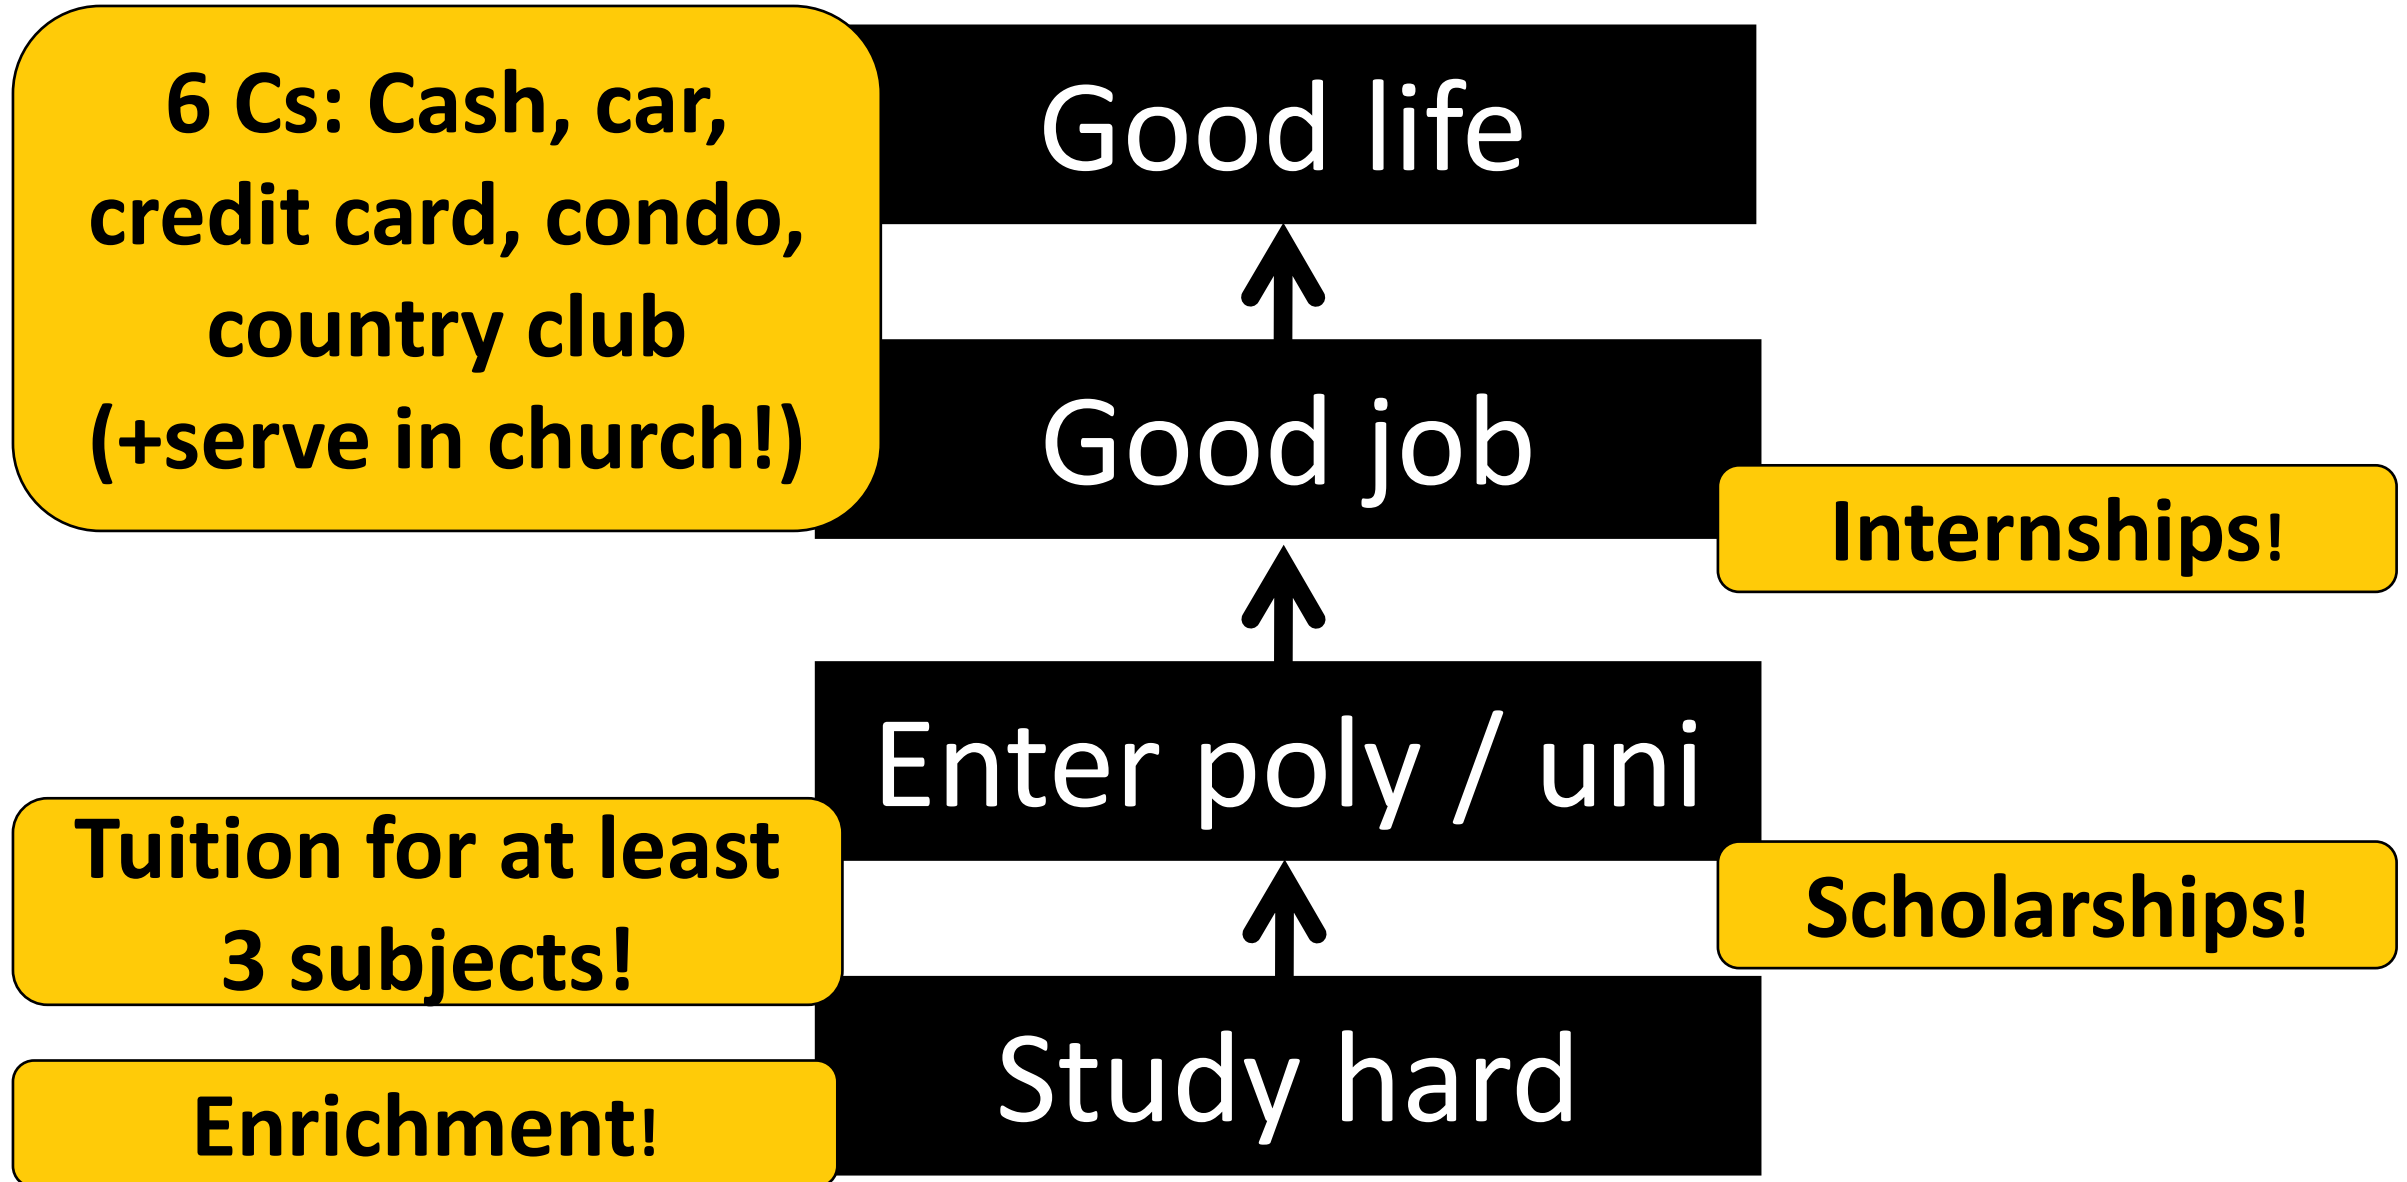 6 Cs: Cash, car,
credit card, condo,
country club
(+serve in church!)
Good life
Good job
Internships!
Enter poly / uni
Tuition for at least
3 subjects!
Scholarships!
Study hard
Enrichment!